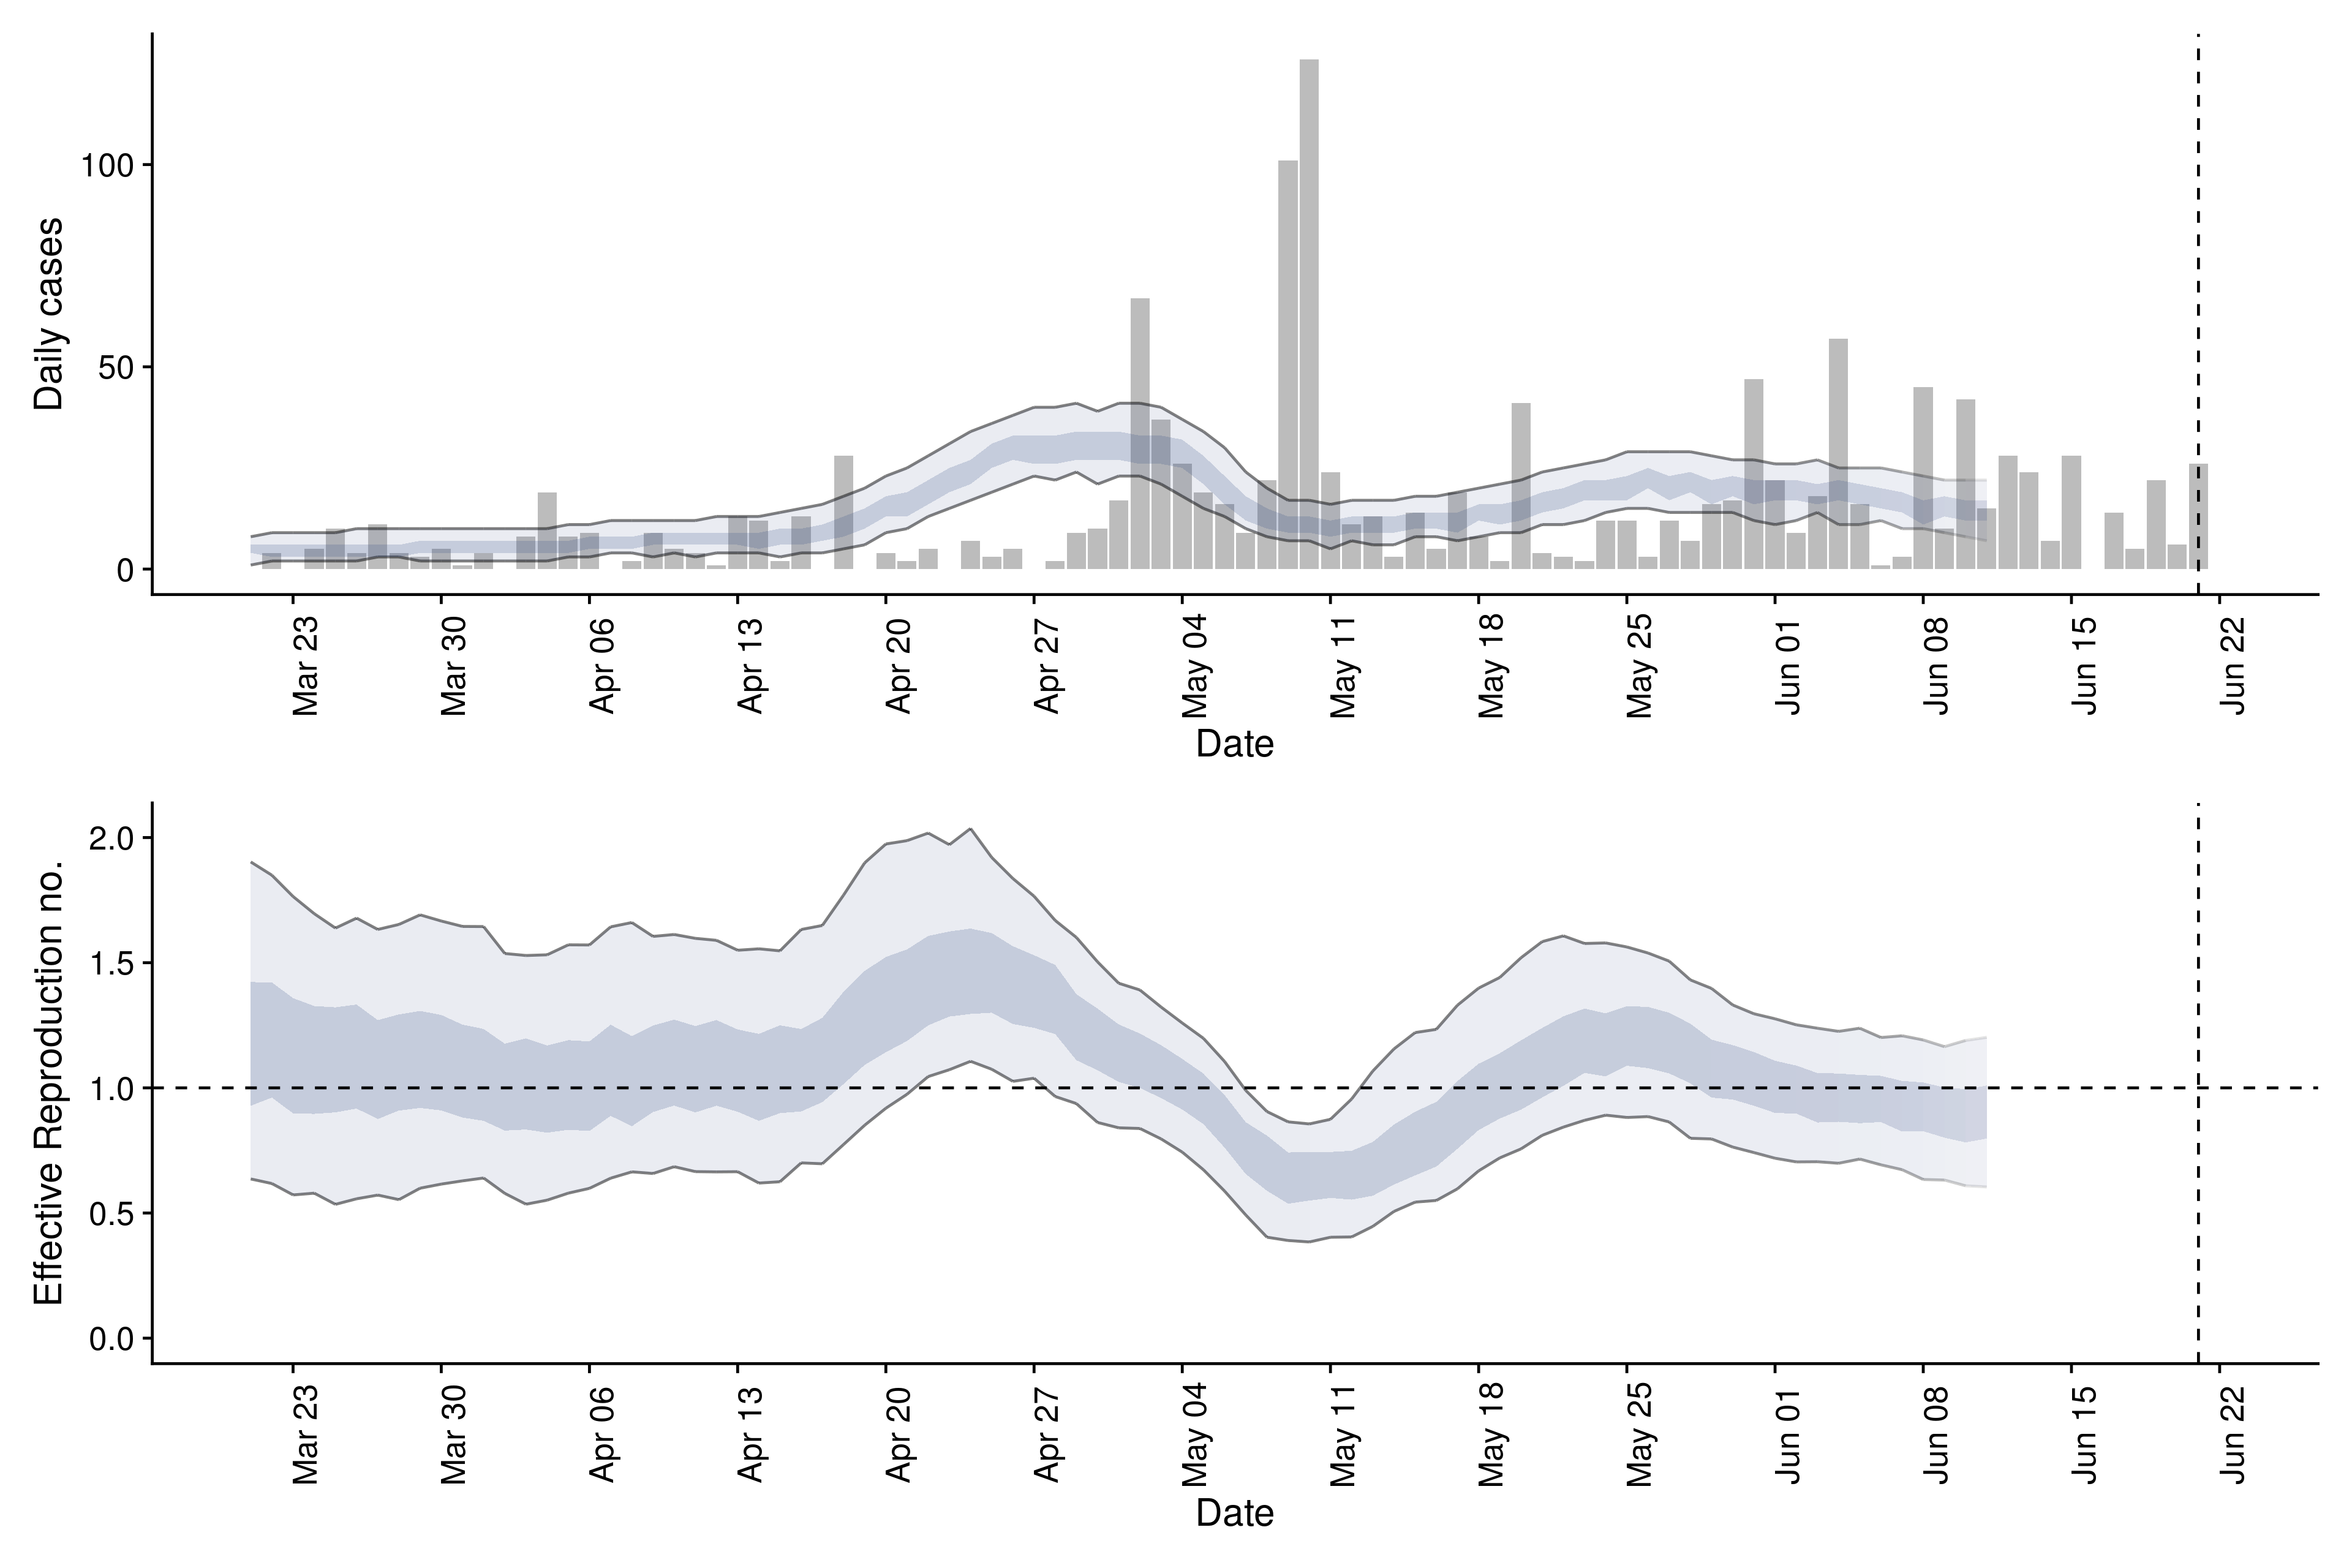 Daily cases
100
50
0
Mar 23
Mar 30
Apr 06
Apr 13
Apr 20
Apr 27
May 04
May 11
May 18
May 25
Jun 01
Jun 08
Jun 15
Jun 22
Date
Effective Reproduction no.
2.0
1.5
1.0
0.5
0.0
Mar 23
Mar 30
Apr 06
Apr 13
Apr 20
Apr 27
May 04
May 11
May 18
May 25
Jun 01
Jun 08
Jun 15
Jun 22
Date